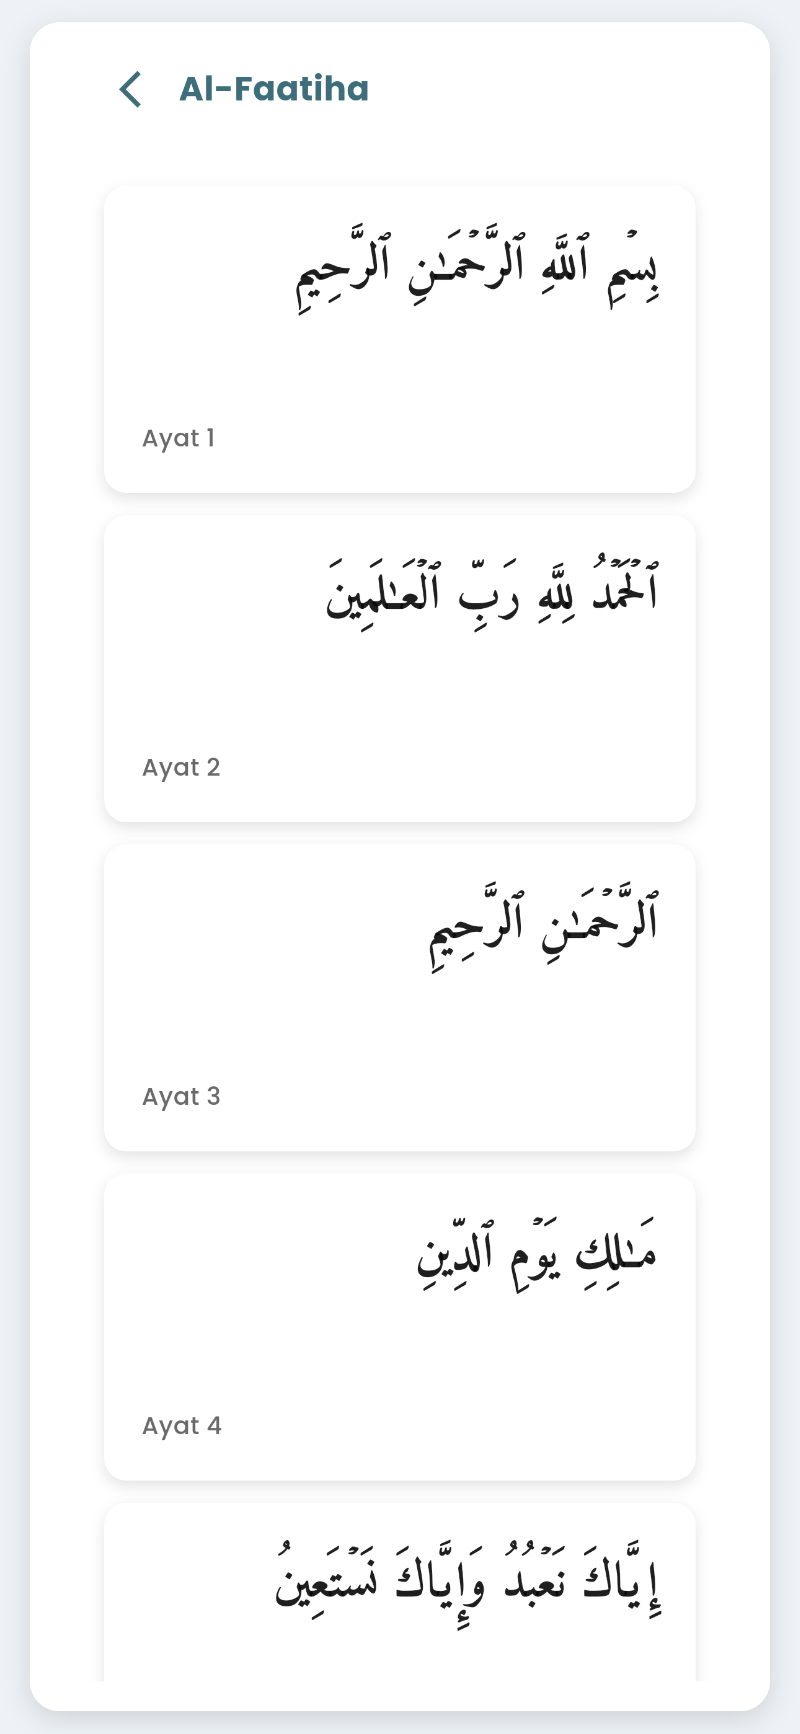 Al-Faatiha
بِسۡمِ ٱللَّهِ ٱلرَّحۡمَـٰنِ ٱلرَّحِيمِ
Ayat 1
ٱلۡحَمۡدُ لِلَّهِ رَبِّ ٱلۡعَـٰلَمِينَ
Ayat 2
ٱلرَّحۡمَـٰنِ ٱلرَّحِيمِ
Ayat 3
مَـٰلِكِ يَوۡمِ ٱلدِّينِ
Ayat 4
إِيَّاكَ نَعۡبُدُ وَإِيَّاكَ نَسۡتَعِينُ